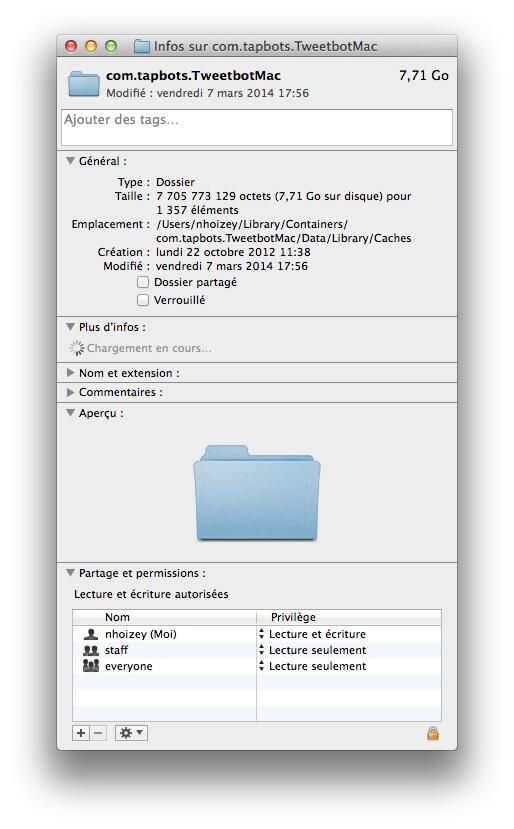 Infos sur com.tapbots.TweetbotMac
com.tapbots.TweetbotMac 7,71 Go
Modifié : vendredi 7 mars 2014 17:56
Ajouter des tags…
Général :
Type : Dossier
Taille : 7 705 773 129 octets (7,71 Go sur disque) pour
1 357 éléments
Emplacement : /Users/nhoizey/Library/Containers/
com.tapbots.TweetbotMac/Data/Library/Caches
Création : lundi 22 octobre 2012 11:38
Modifié : vendredi 7 mars 2014 17:56
Dossier partagé
Verrouillé
Plus d'infos :
Chargement en cours…
Nom et extension :
Commentaires :
Aperçu :
Partage et permissions :
Lecture et écriture autorisées
Nom Privilège
nhoizey (Moi) Lecture et écriture
staff Lecture seulement
everyone Lecture seulement